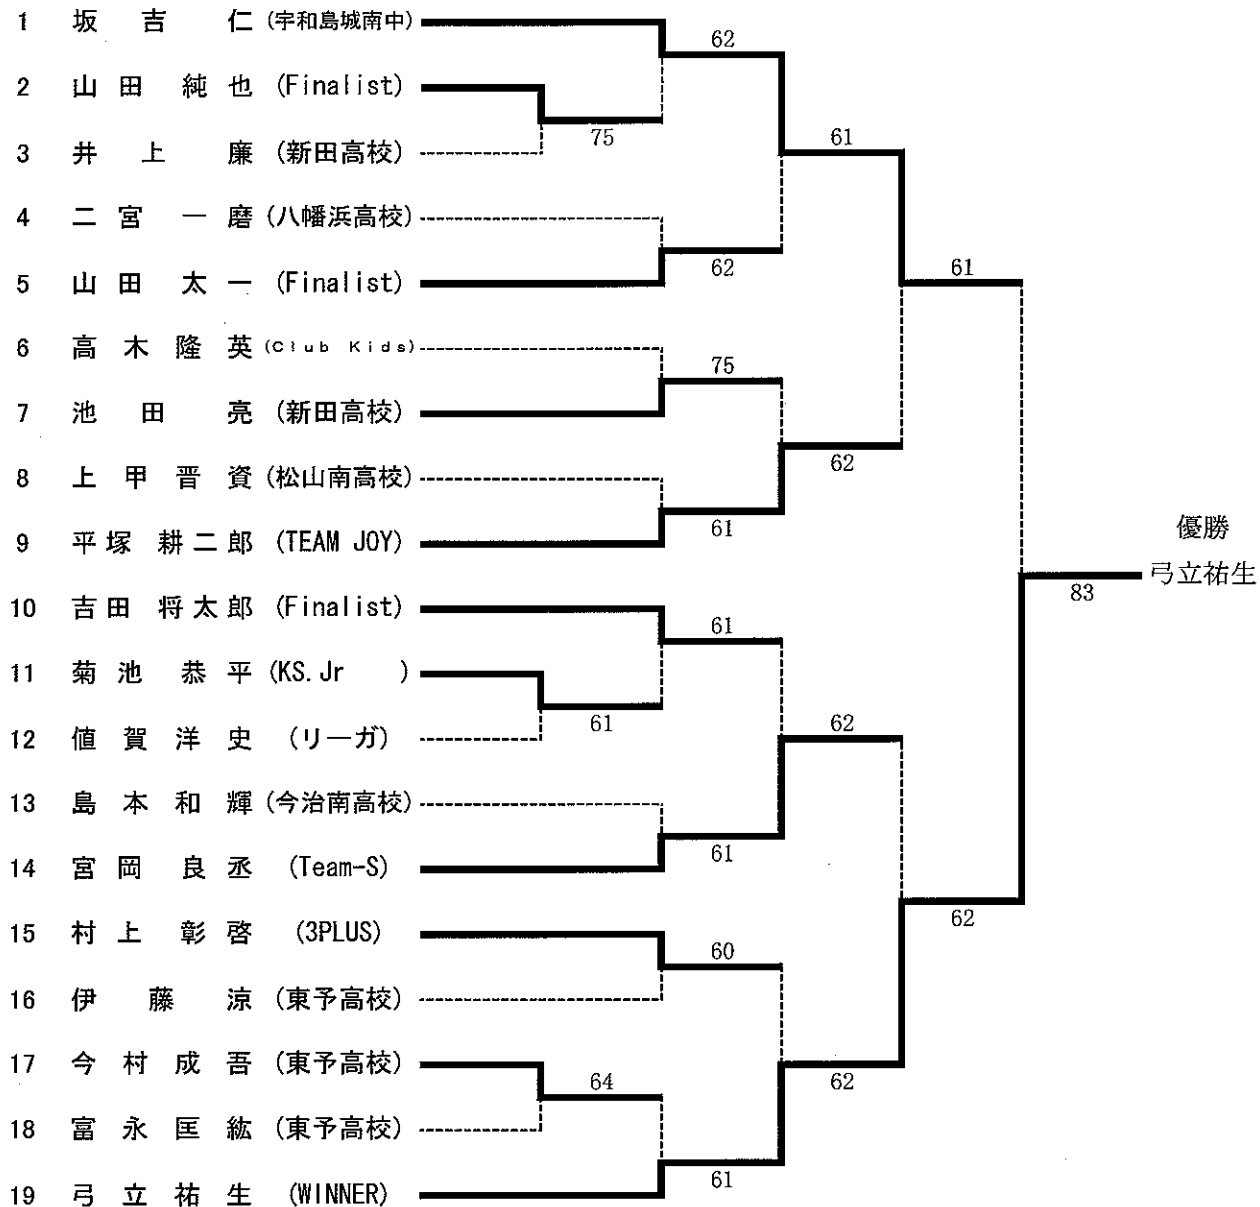 1 坂吉仁 (宇和島城南中)
62
2 山田純也 (Finalist)
75
61
3 井上廉 (新田高校)
4 二宮一磨 (八幡浜高校)
62
61
5 山田太一 (Finalist)
6 高木隆英 (Club Kids)
75
7 池田亮 (新田高校)
62
8 上甲晋資 (松山南高校)
61
9 平塚耕二郎 (TEAM JOY)
優勝
弓立祐生
83
10 吉田将太郎 (Finalist)
61
11 菊池恭平 (KS.Jr )
61
62
12 値賀洋史 (リーガ)
13 島本和輝 (今治南高校)
61
14 宮岡良丞 (Team-S)
62
15 村上彰啓 (3PLUS)
60
16 伊藤涼 (東予高校)
17 今村成吾 (東予高校)
64
62
18 富永匡紘 (東予高校)
61
19 弓立祐生 (WINNER)